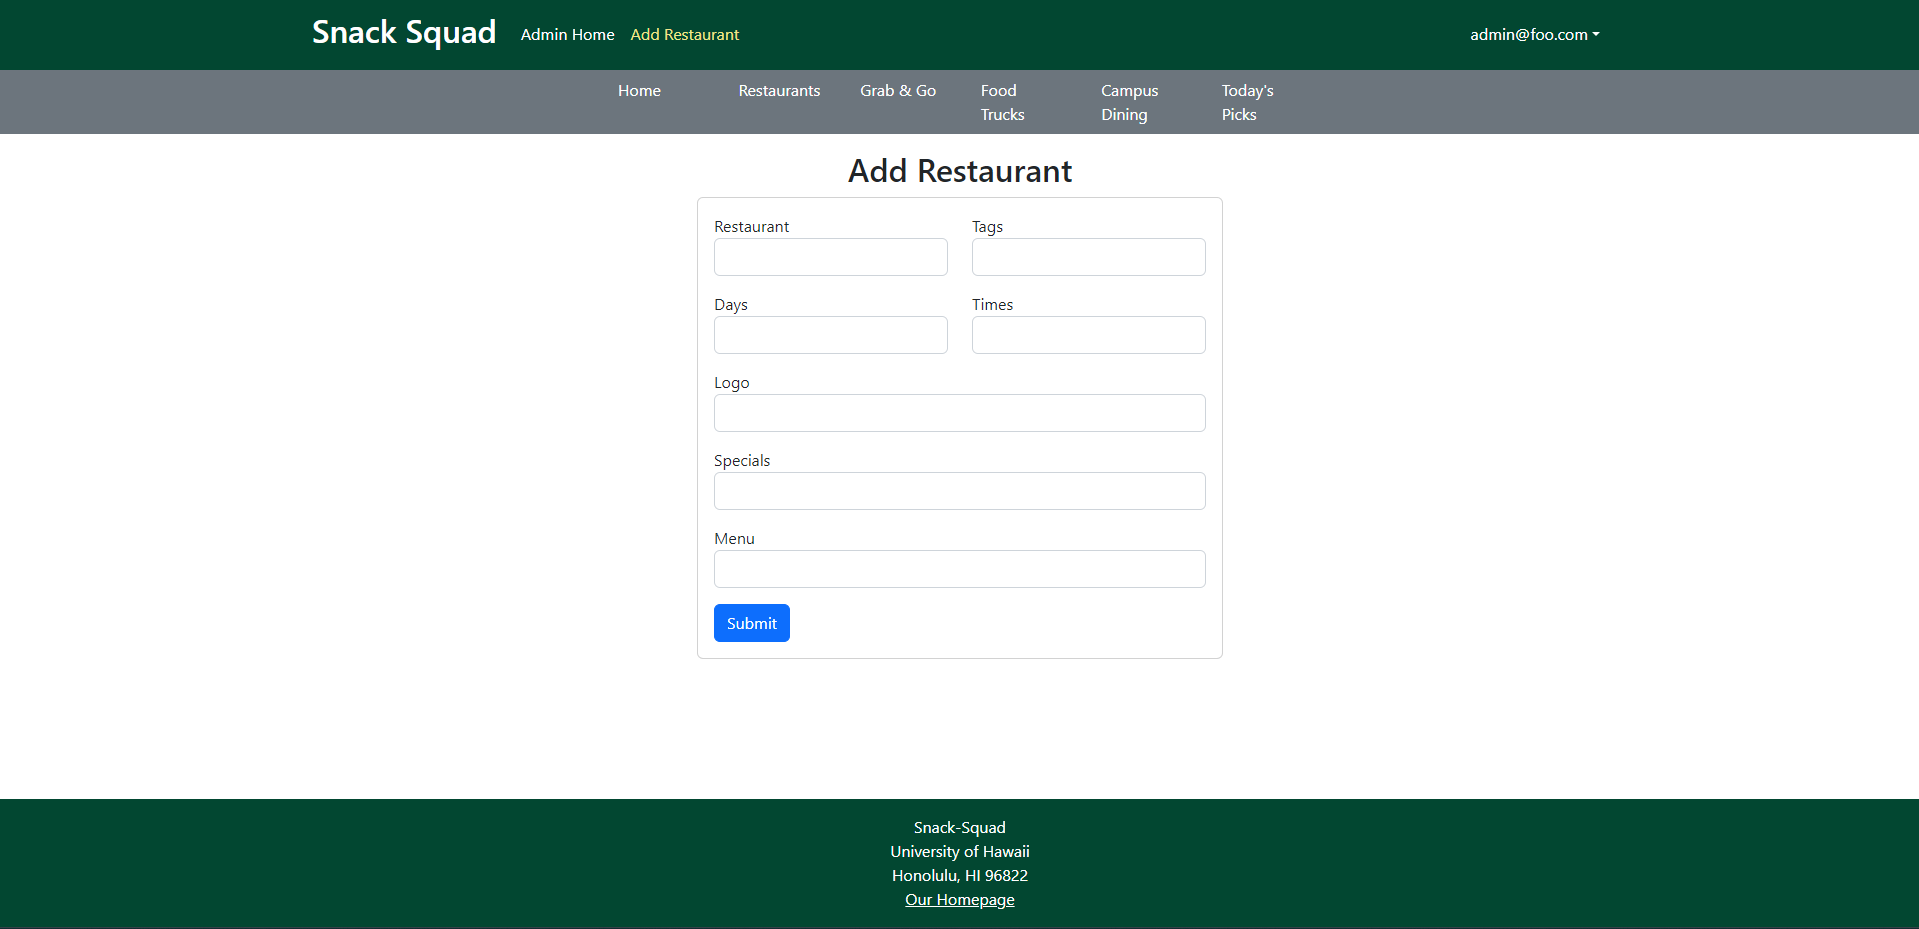 Snack Squad Admin Home Add Restaurant admin@foo.com
Home Restaurants Grab & Go Food Trucks Campus Dining Today's Picks
Add Restaurant
Restaurant Tags
Days Times
Logo
Specials
Menu
Submit
Snack-Squad
University of Hawaii
Honolulu, HI 96822
Our Homepage